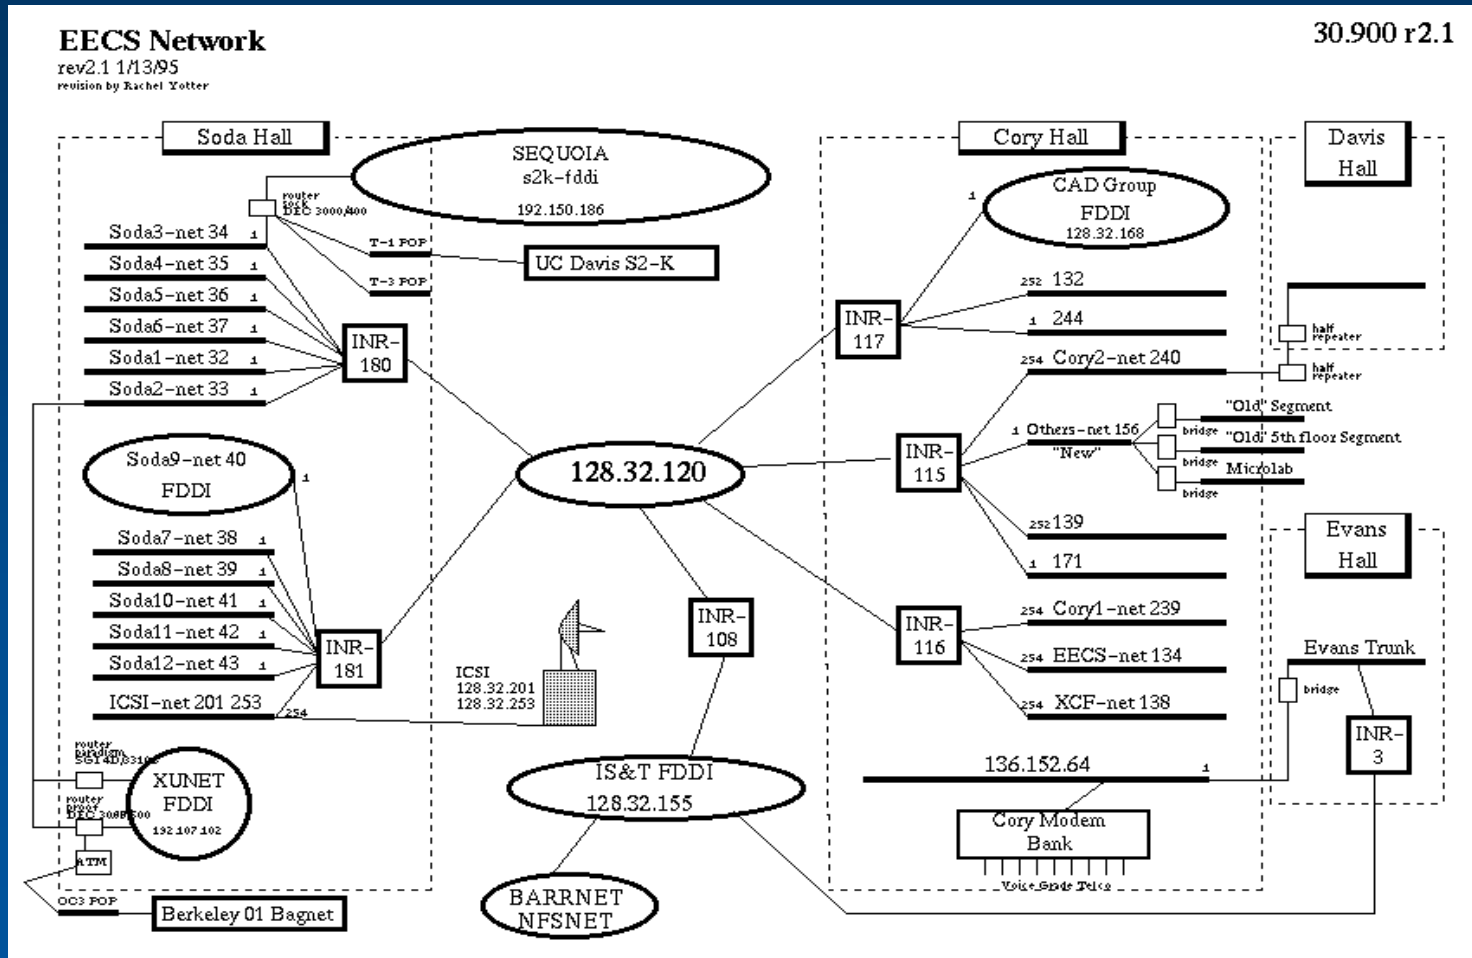 EECS Network
30.900 r2.1
rev2.1 1/13/95
revision by Rachel Yotter
Soda Hall
SEQUOIA
s2k-fddi
192.150.186
router
sock
DEC 3000/400
Soda3-net 34 1
Soda4-net 35 1
Soda5-net 36 1
Soda6-net 37 1
Soda1-net 32 1
Soda2-net 33 1
T-1 POP
T-3 POP
UC Davis S2-K
INR-
180
Soda9-net 40
FDDI
1
Soda7-net 38 1
Soda8-net 39 1
Soda10-net 41 1
Soda11-net 42 1
Soda12-net 43 1
ICSI-net 201 253
254
INR-
181
router
paradigm
router
proof
XUNET
FDDI
192.107.102
ATM
OC3 POP
Berkeley 01 Bagnet
128.32.120
ICSI
128.32.201
128.32.253
INR-
108
IS&T FDDI
128.32.155
BARRNET
NFSNET
Cory Hall
CAD Group
FDDI
128.32.168
1
INR-
117
252 132
1 244
254 Cory2-net 240
INR-
115
1 Others-net 156
"New"
bridge
"Old" Segment
bridge
"Old" 5th floor Segment
bridge
Microlab
252 139
1 171
INR-
116
254 Cory1-net 239
254 EECS-net 134
254 XCF-net 138
136.152.64 1
Cory Modem
Bank
Voice Grade Telco
Davis
Hall
half
repeater
half
repeater
Evans
Hall
Evans Trunk
bridge
INR-
3